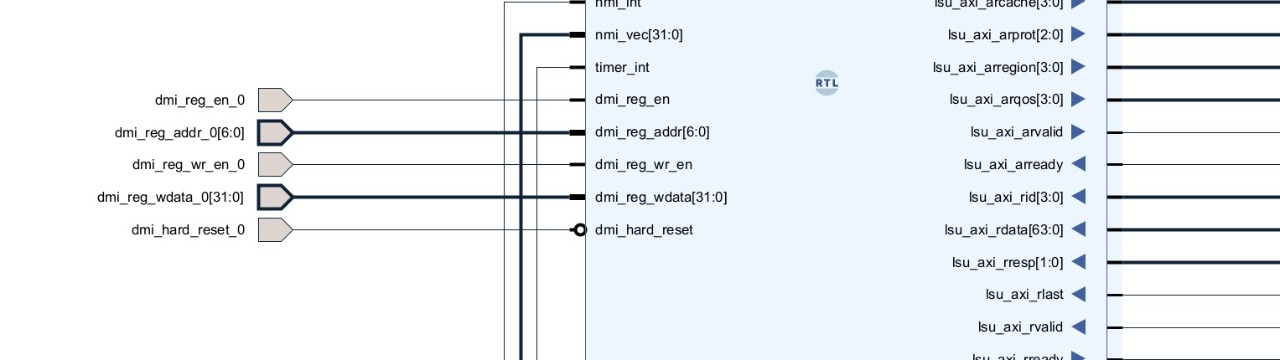 nmi_int
lsu_axi_arcache[3:0]
nmi_vec[31:0]
lsu_axi_arprot[2:0]
timer_int
lsu_axi_arregion[3:0]
RTL
dmi_reg_en_0
dmi_reg_en
lsu_axi_arqos[3:0]
dmi_reg_addr_0[6:0]
dmi_reg_addr[6:0]
lsu_axi_arvalid
dmi_reg_wr_en_0
dmi_reg_wr_en
lsu_axi_arready
dmi_reg_wdata_0[31:0]
dmi_reg_wdata[31:0]
lsu_axi_rid[3:0]
dmi_hard_reset_0
dmi_hard_reset
lsu_axi_rdata[63:0]
lsu_axi_rresp[1:0]
lsu_axi_rlast
lsu_axi_rvalid
lsu_axi_rready